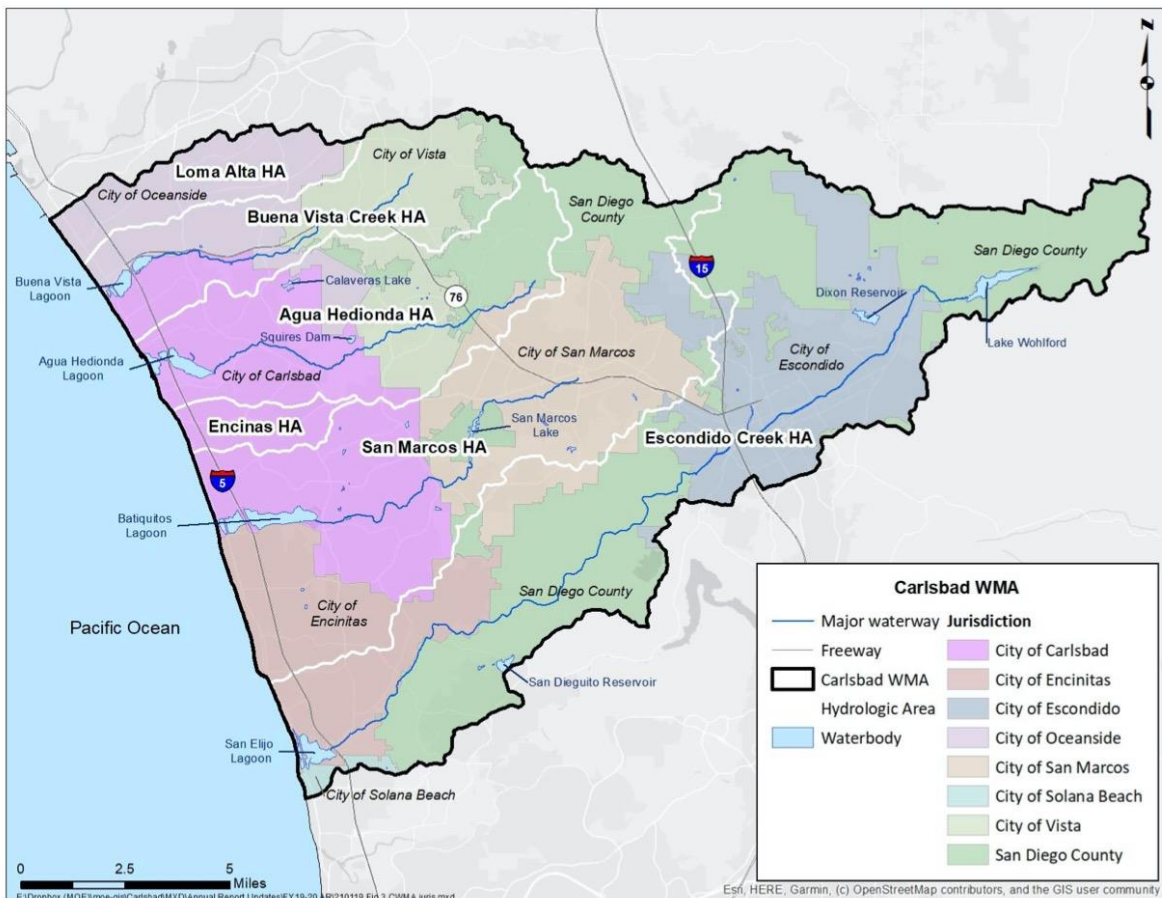 N
City of Vista
Loma Alta HA
City of Oceanside
San Diego
County
Buena Vista Creek HA
San Diego County
15
Buena Vista
Lagoon
Calaveras Lake
Dixon Reservoir
76
Agua Hedionda HA
Squires Dam
Lake Wohlford
City of San Marcos
City of
Escondido
Agua Hedionda
Lagoon
City of Carlsbad
San Marcos
Lake
Encinas HA
San Marcos HA
Escondido Creek HA
5
Batiquitos
Lagoon
San Diego County
City of
Encinitas
Pacific Ocean
San Dieguito Reservoir
San Elijo
Lagoon
City of Solana Beach
Carlsbad WMA
Major waterway
Freeway
Carlsbad WMA
Hydrologic Area
Waterbody
Jurisdiction
City of Carlsbad
City of Encinitas
City of Escondido
City of Oceanside
City of San Marcos
City of Solana Beach
City of Vista
San Diego County
0 2.5 5
Miles
Esri, HERE, Garmin, (c) OpenStreetMap contributors, and the GIS user community